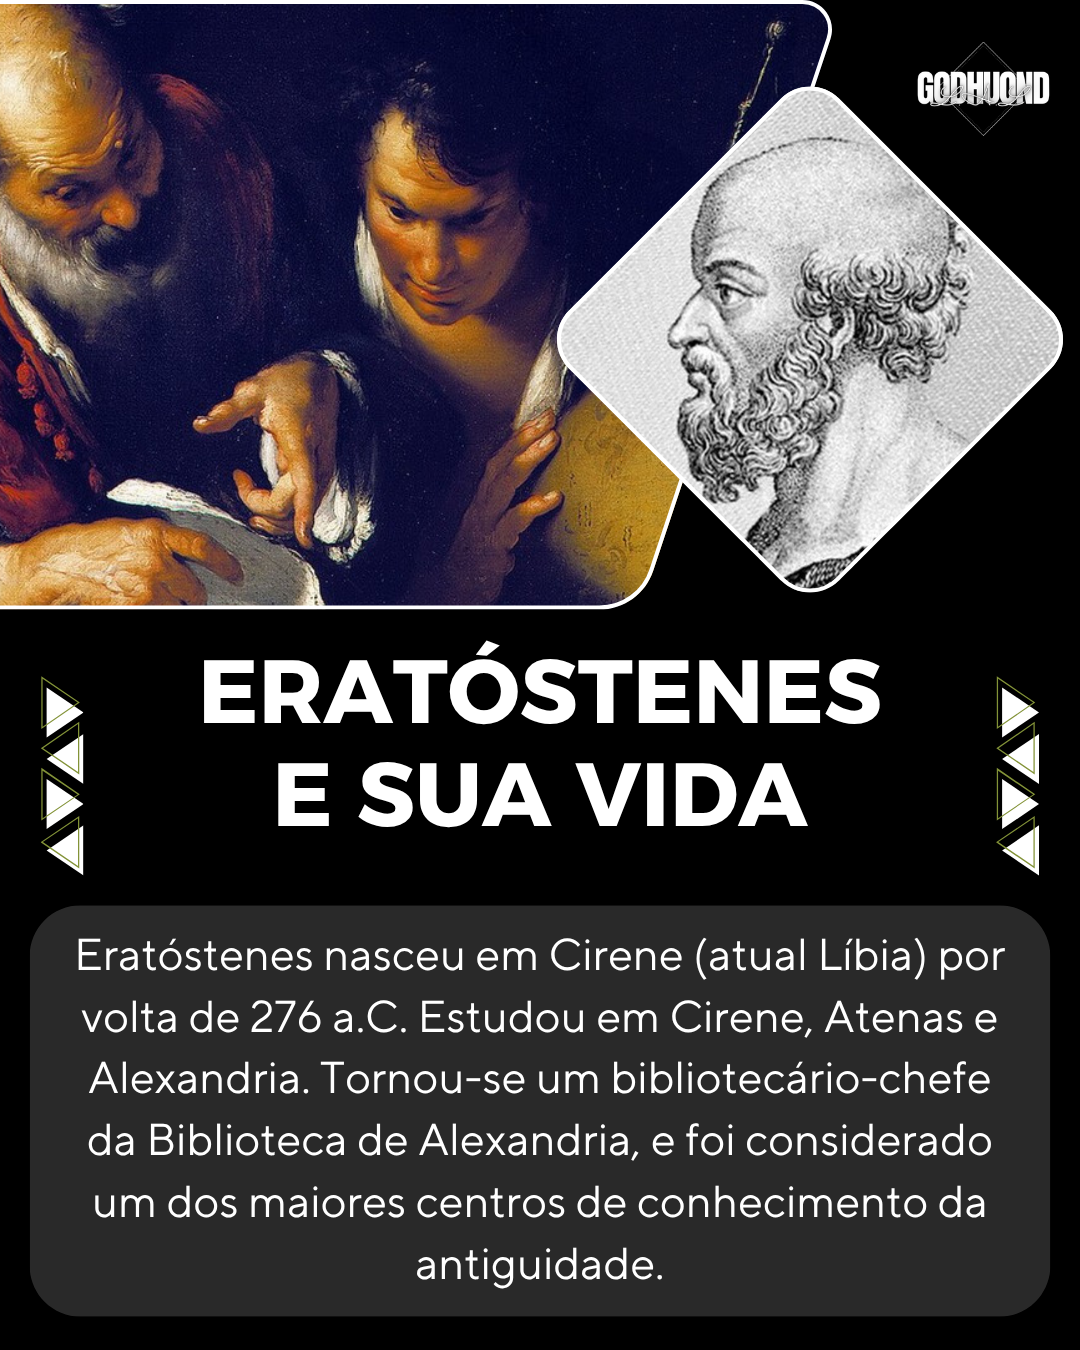 GODHUOND
ERATÓSTENES
E SUA VIDA
Eratóstenes nasceu em Cirene (atual Líbia) por
volta de 276 a.C. Estudou em Cirene, Atenas e
Alexandria. Tornou-se um bibliotecário-chefe
da Biblioteca de Alexandria, e foi considerado
um dos maiores centros de conhecimento da
antiguidade.